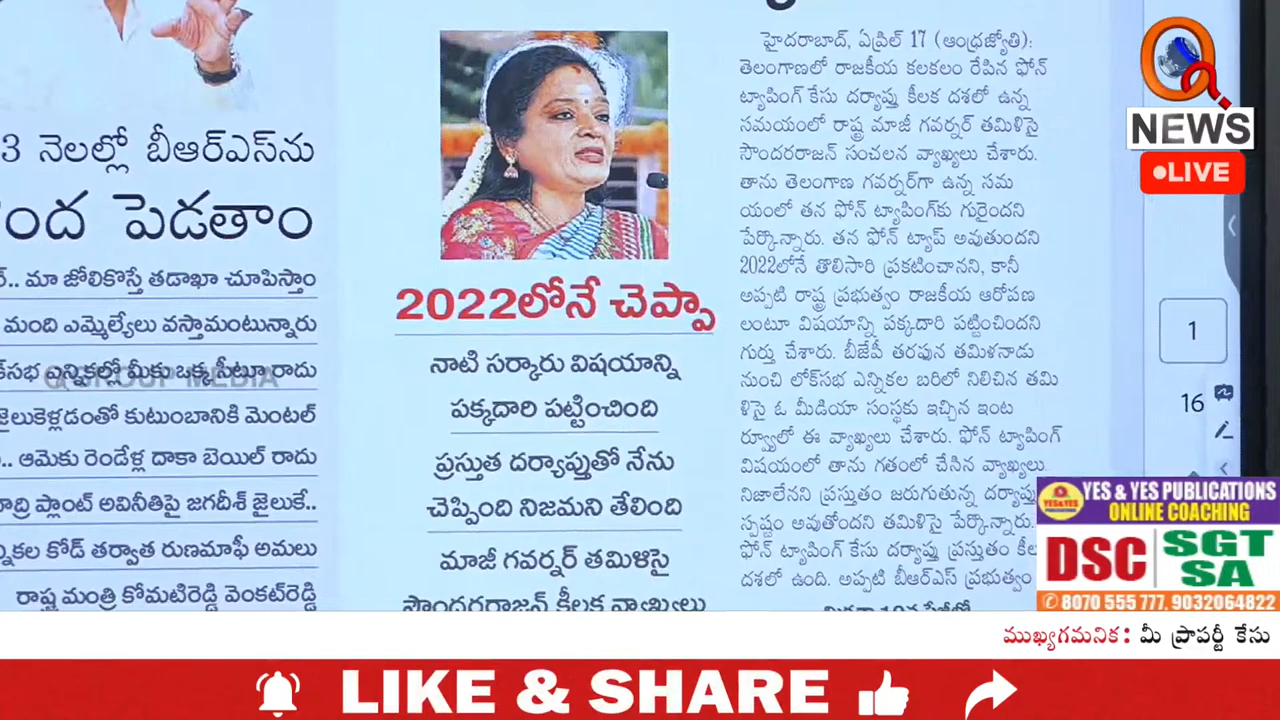 3 నెలల్లో బీఆర్ఎస్‌ను
పెడతాం
మా జోలికొస్తే తడాఖా చూపిస్తాం
మంది ఎమ్మెల్యేలు వస్తామంటున్నారు
ఎన్నికల్లో మీకు ఒక్క సీటూ రాదు
Q GROUP MEDIA
జైలుకెళ్లడంతో కుటుంబానికి మెంటల్
ఆమెకు రెండేళ్ల దాకా బెయిల్ రాదు
ప్లాంట్ అవినీతిపై జగదీశ్ జైలుకే..
కోడ్ తర్వాత రుణమాఫీ అమలు
రాష్ట్ర మంత్రి కోమటిరెడ్డి వెంకట్‌రెడ్డి
2022లోనే చెప్పా
నాటి సర్కారు విషయాన్ని
పక్కదారి పట్టించింది
ప్రస్తుత దర్యాప్తుతో నేను
చెప్పింది నిజమని తేలింది
మాజీ గవర్నర్ తమిళిసై
సౌందరరాజన్ కీలక వ్యాఖ్యలు
హైదరాబాద్, ఏప్రిల్ 17 (ఆంధ్రజ్యోతి):
తెలంగాణలో రాజకీయ కలకలం రేపిన ఫోన్
ట్యాపింగ్ కేసు దర్యాప్తు కీలక దశలో ఉన్న
సమయంలో రాష్ట్ర మాజీ గవర్నర్ తమిళిసై
సౌందరరాజన్ సంచలన వ్యాఖ్యలు చేశారు.
తాను తెలంగాణ గవర్నర్‌గా ఉన్న సమ
యంలో తన ఫోన్ ట్యాపింగ్‌కు గురైందని
పేర్కొన్నారు. తన ఫోన్ ట్యాప్ అవుతుందని
2022లోనే తొలిసారి ప్రకటించానని, కానీ
అప్పటి రాష్ట్ర ప్రభుత్వం రాజకీయ ఆరోపణ
లంటూ విషయాన్ని పక్కదారి పట్టించిందని
గుర్తు చేశారు. బీజేపీ తరఫున తమిళనాడు
నుంచి లోక్‌సభ ఎన్నికల బరిలో నిలిచిన తమి
ళిసై ఓ మీడియా సంస్థకు ఇచ్చిన ఇంట
ర్వ్యూలో ఈ వ్యాఖ్యలు చేశారు. ఫోన్ ట్యాపింగ్
విషయంలో తాను గతంలో చేసిన వ్యాఖ్యలు
నిజాలేనని ప్రస్తుతం జరుగుతున్న దర్యాప్తు
స్పష్టం అవుతోందని తమిళిసై పేర్కొన్నారు.
ఫోన్ ట్యాపింగ్ కేసు దర్యాప్తు ప్రస్తుతం
దశలో ఉంది. అప్పటి బీఆర్ఎస్ ప్రభుత్వం
Q
NEWS
LIVE
1
16
YES & YES PUBLICATIONS
ONLINE COACHING
DSC SGT
SA
8070 555 777, 9032064822
ముఖ్యగమనిక: మీ ప్రాపర్టీ కేసు
LIKE & SHARE